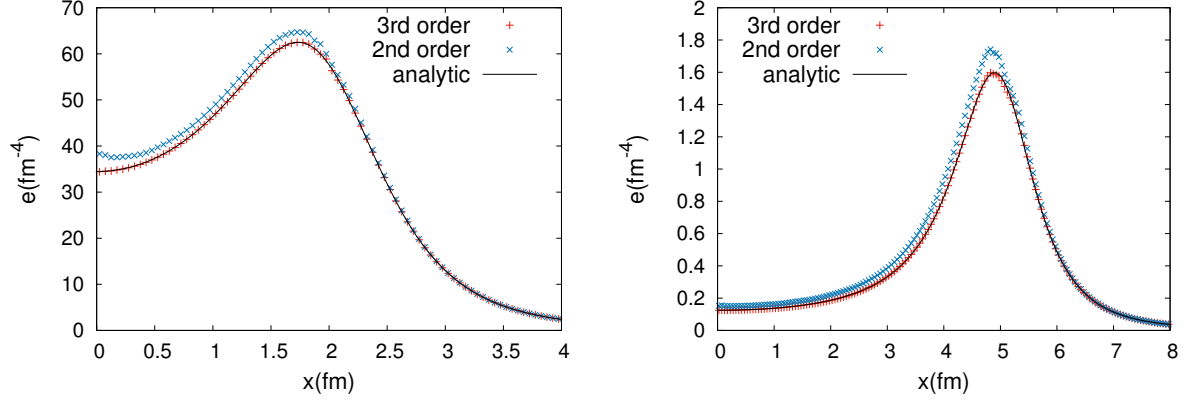 70
60
50
40
30
20
10
0
e(fm-4)
3rd order
2nd order
analytic
0 0.5 1 1.5 2 2.5 3 3.5 4
x(fm)
2
1.8
1.6
1.4
1.2
1
0.8
0.6
0.4
0.2
0
e(fm-4)
3rd order
2nd order
analytic
0 1 2 3 4 5 6 7 8
x(fm)